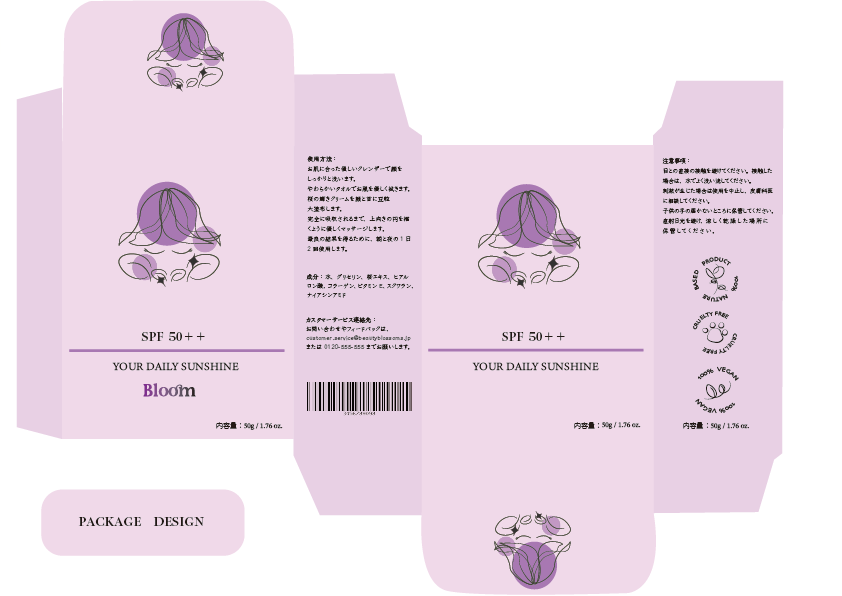 SPF 50++
YOUR DAILY SUNSHINE
Bloom
内容量：50g / 1.76 oz.
使用方法：
お肌に合った優しいクレンザーで顔を
しっかりと洗います。
やわらかいタオルでお肌を優しく拭きます。
桜の輝きクリームを顔と首に豆粒
大塗布します。
完全に吸収されるまで、上向きの円を描
くように優しくマッサージします。
最良の結果を得るために、朝と夜の 1 日
2 回使用します。
成分：水、グリセリン、桜エキス、ヒアル
ロン酸、コラーゲン、ビタミン E、スクワラン、
ナイアシンアミド
カスタマーサービス連絡先：
お問い合わせやフィードバックは、
customer.service@beautyblossoms.jp
または 0120-555-555 までお願いします。
SPF 50++
YOUR DAILY SUNSHINE
内容量：50g / 1.76 oz.
注意事項：
目との直接の接触を避けてください。接触した
場合は、水でよく洗い流してください。
刺激が生じた場合は使用を中止し、皮膚科医
に相談してください。
子供の手の届かないところに保管してください。
直射日光を避け、涼しく乾燥した場所に
保管してください。
BASED PRODUCT 100% NATURE
CRUELTY FREE CRUELTY FREE
100% VEGAN 100% VEGAN
内容量：50g / 1.76 oz.
PACKAGE DESIGN